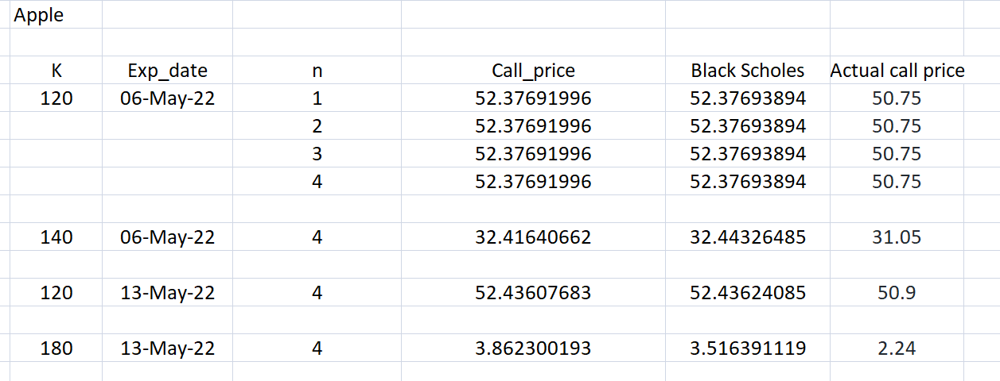 Apple
K Exp_date n Call_price Black Scholes Actual call price
120 06-May-22 1 52.37691996 52.37693894 50.75
2 52.37691996 52.37693894 50.75
3 52.37691996 52.37693894 50.75
4 52.37691996 52.37693894 50.75
140 06-May-22 4 32.41640662 32.44326485 31.05
120 13-May-22 4 52.43607683 52.43624085 50.9
180 13-May-22 4 3.862300193 3.516391119 2.24